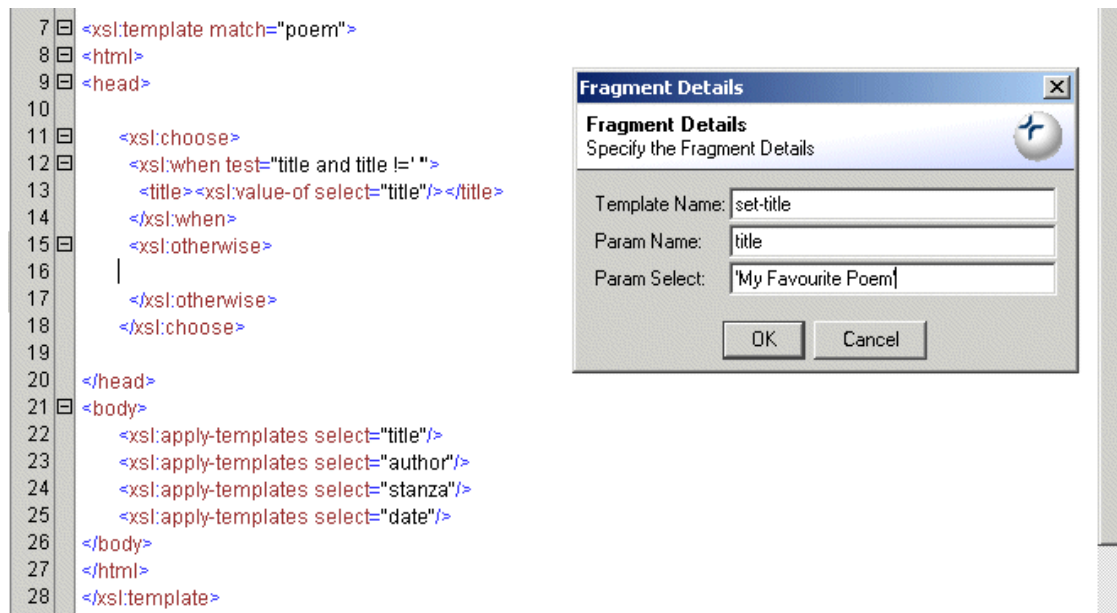 7 <xsl:template match="poem">
8 <html>
9 <head>
10
11 <xsl:choose>
12 <xsl:when test="title and title !=' '">
13 <title><xsl:value-of select="title"/></title>
14 </xsl:when>
15 <xsl:otherwise>
16
17 </xsl:otherwise>
18 </xsl:choose>
19
20 </head>
21 <body>
22 <xsl:apply-templates select="title"/>
23 <xsl:apply-templates select="author"/>
24 <xsl:apply-templates select="stanza"/>
25 <xsl:apply-templates select="date"/>
26 </body>
27 </html>
28 </xsl:template>
Fragment Details
Fragment Details
Specify the Fragment Details
Template Name: set-title
Param Name: title
Param Select: 'My Favourite Poem'
OK Cancel